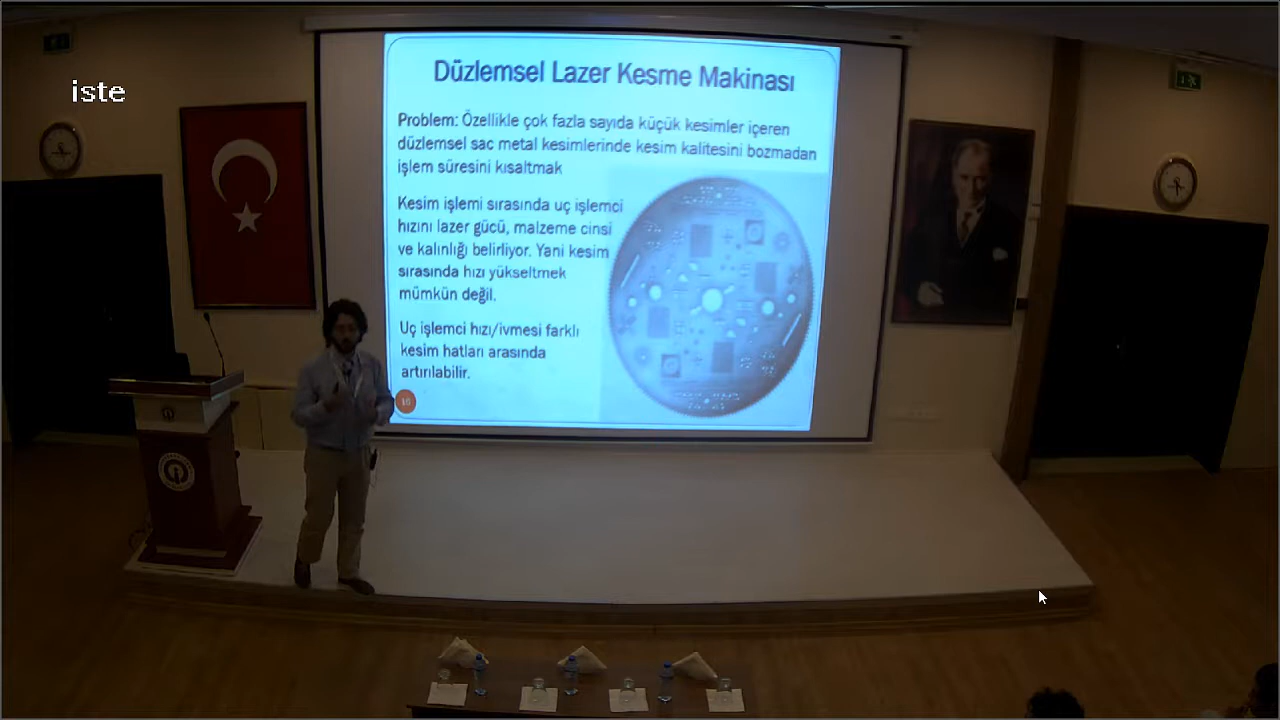 iste
Düzlemsel Lazer Kesme Makinası
Problem: Özellikle çok fazla sayıda küçük kesimler içeren
düzlemsel sac metal kesimlerinde kesim kalitesini bozmadan
işlem süresini kısaltmak
Kesim işlemi sırasında uç işlemci
hızını lazer gücü, malzeme cinsi
ve kalınlığı belirliyor. Yani kesim
sırasında hızı yükseltmek
mümkün değil.
Uç işlemci hızı/ivmesi farklı
kesim hatları arasında
artırılabilir.